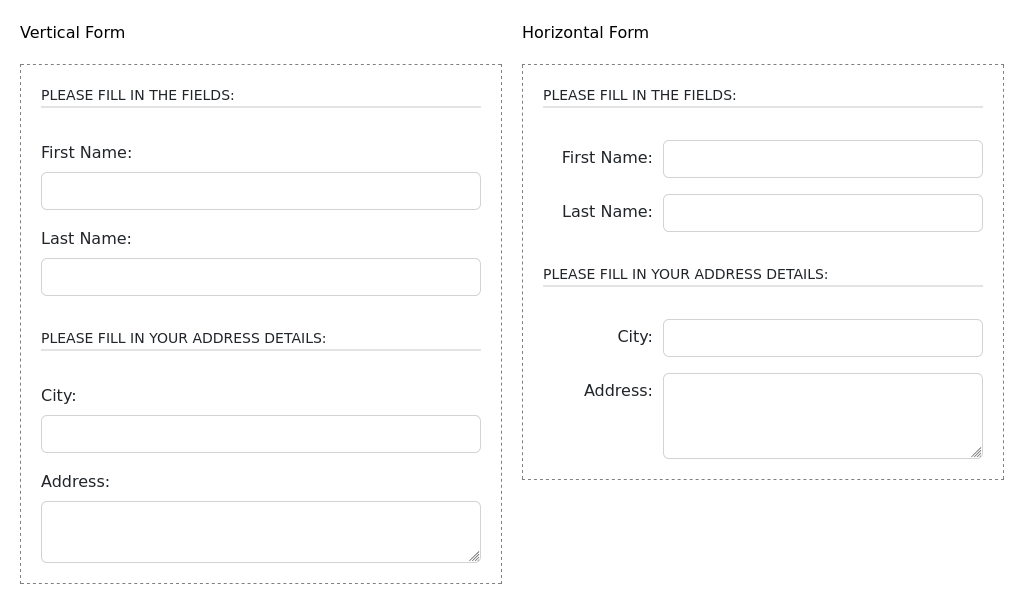 Vertical Form
PLEASE FILL IN THE FIELDS:
First Name:
Last Name:
PLEASE FILL IN YOUR ADDRESS DETAILS:
City:
Address:
Horizontal Form
PLEASE FILL IN THE FIELDS:
First Name:
Last Name:
PLEASE FILL IN YOUR ADDRESS DETAILS:
City:
Address: